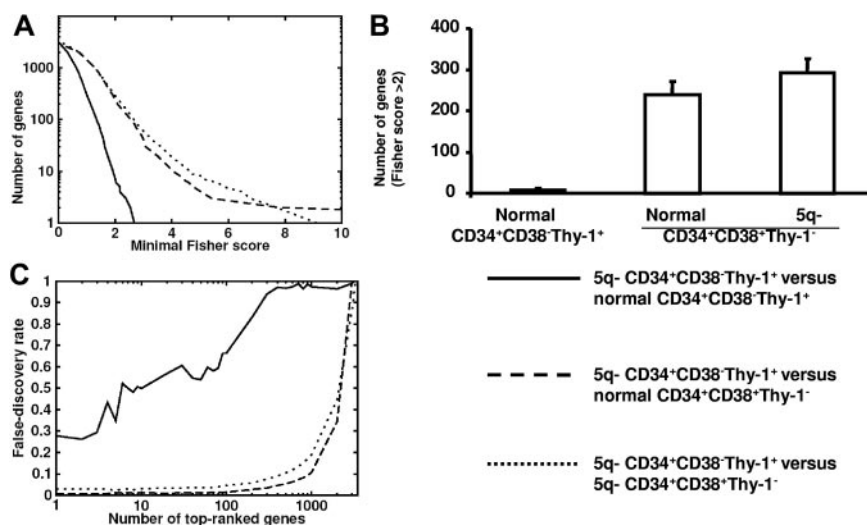 A
Number of genes
1000
100
10
1
0 2 4 6 8 10
Minimal Fisher score
B
Number of genes
(Fisher score >2)
400
300
200
100
0
Normal
CD34⁺CD38⁻Thy-1⁺
Normal 5q-
CD34⁺CD38⁺Thy-1⁻
C
False-discovery rate
1
0.9
0.8
0.7
0.6
0.5
0.4
0.3
0.2
0.1
0
1 10 100 1000
Number of top-ranked genes
5q- CD34⁺CD38⁻Thy-1⁺ versus
normal CD34⁺CD38⁻Thy-1⁺
5q- CD34⁺CD38⁻Thy-1⁺ versus
normal CD34⁺CD38⁺Thy-1⁻
5q- CD34⁺CD38⁻Thy-1⁺ versus
5q- CD34⁺CD38⁺Thy-1⁻